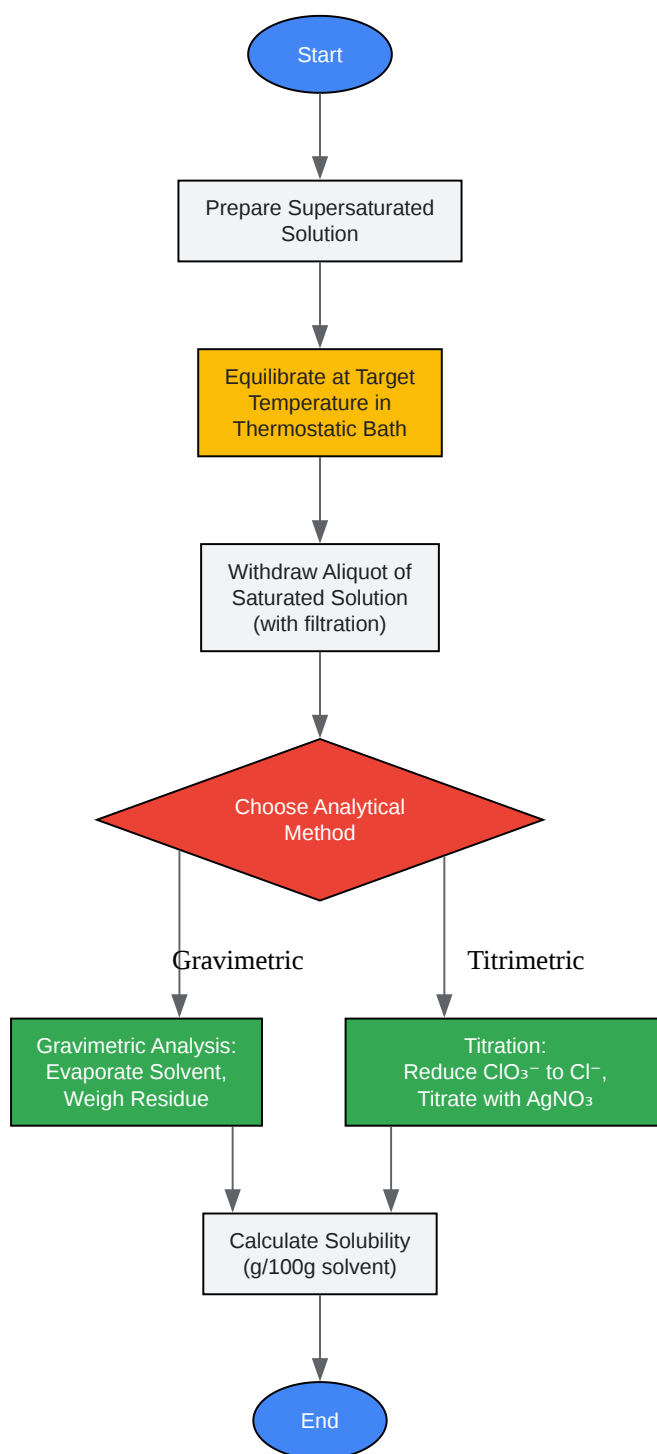 Start
Prepare Supersaturated
Solution
Equilibrate at Target
Temperature in
Thermostatic Bath
Withdraw Aliquot of
Saturated Solution
(with filtration)
Choose Analytical
Method
Gravimetric
Titrimetric
Gravimetric Analysis:
Evaporate Solvent,
Weigh Residue
Titration:
Reduce ClO₃⁻ to Cl⁻,
Titrate with AgNO₃
Calculate Solubility
(g/100g solvent)
End